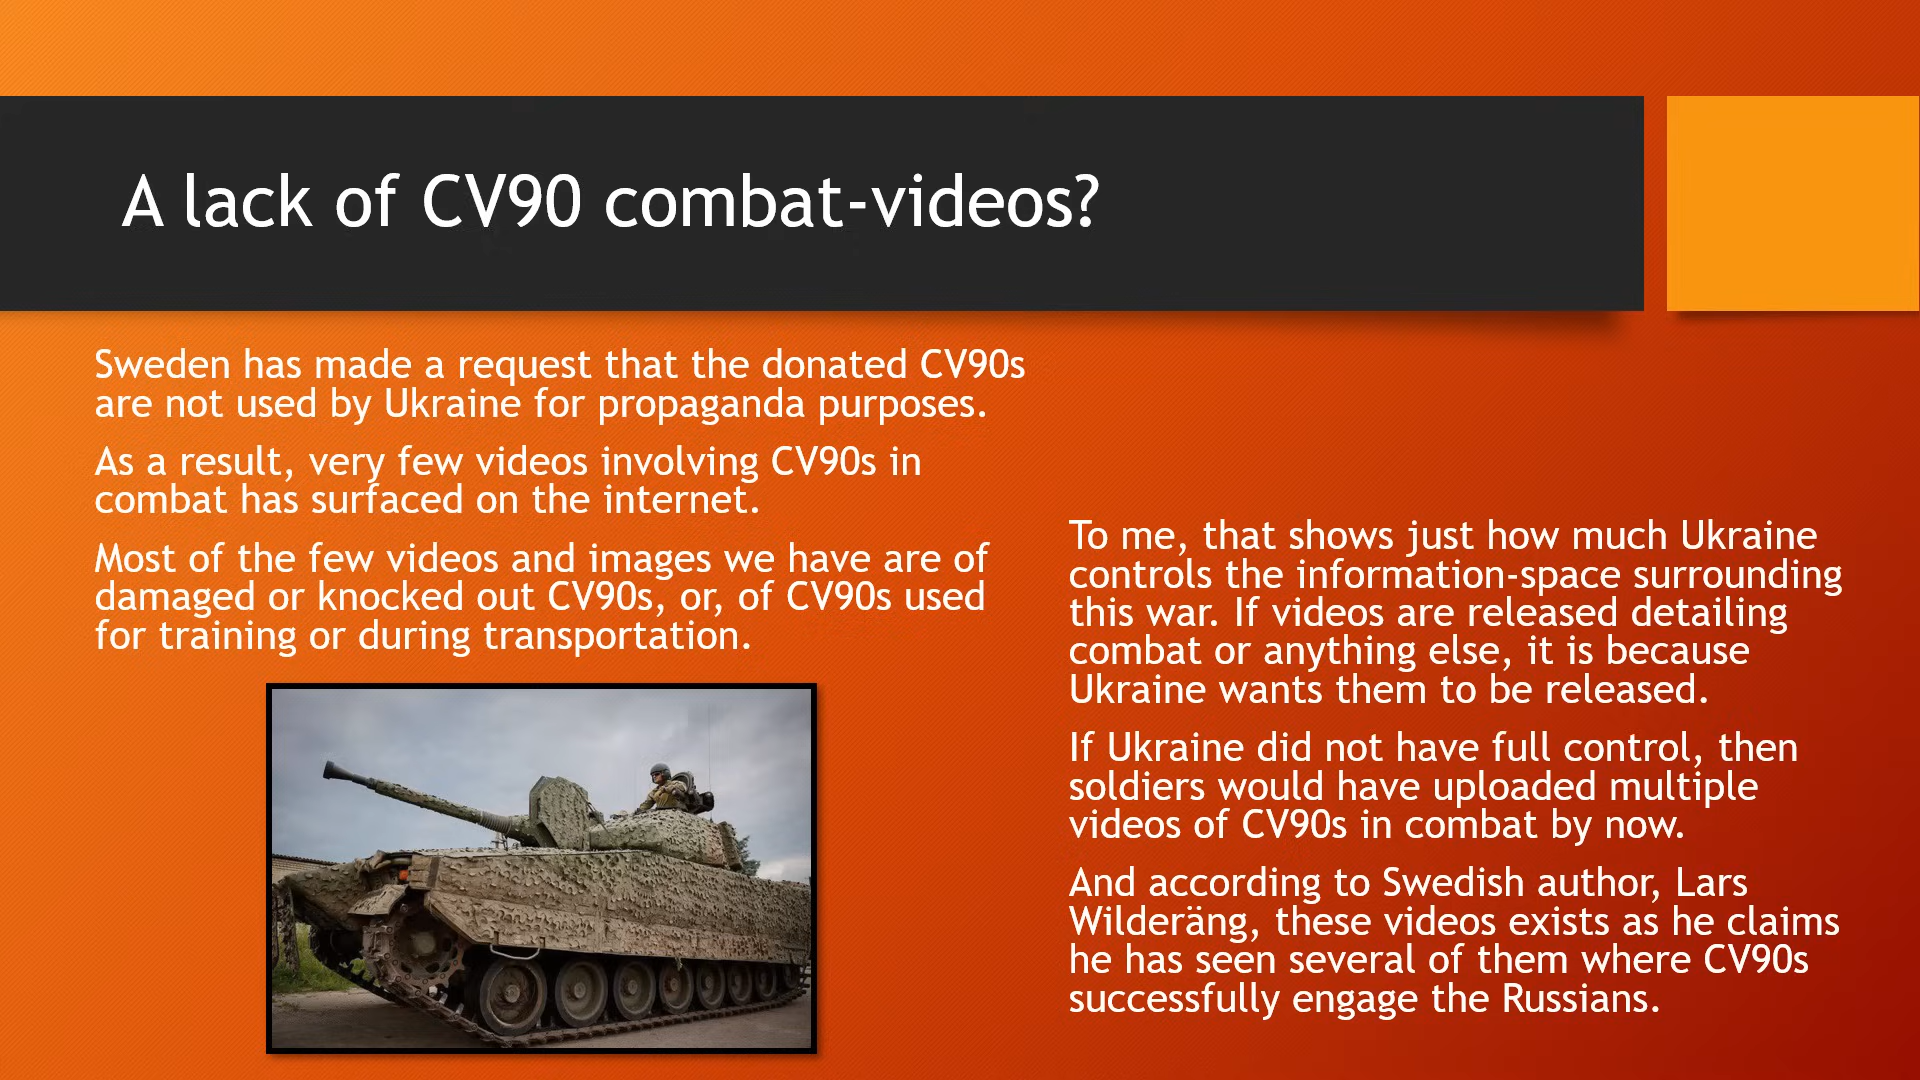 A lack of CV90 combat-videos?
Sweden has made a request that the donated CV90s
are not used by Ukraine for propaganda purposes.
As a result, very few videos involving CV90s in
combat has surfaced on the internet.
Most of the few videos and images we have are of
damaged or knocked out CV90s, or, of CV90s used
for training or during transportation.
To me, that shows just how much Ukraine
controls the information-space surrounding
this war. If videos are released detailing
combat or anything else, it is because
Ukraine wants them to be released.
If Ukraine did not have full control, then
soldiers would have uploaded multiple
videos of CV90s in combat by now.
And according to Swedish author, Lars
Wilderäng, these videos exists as he claims
he has seen several of them where CV90s
successfully engage the Russians.